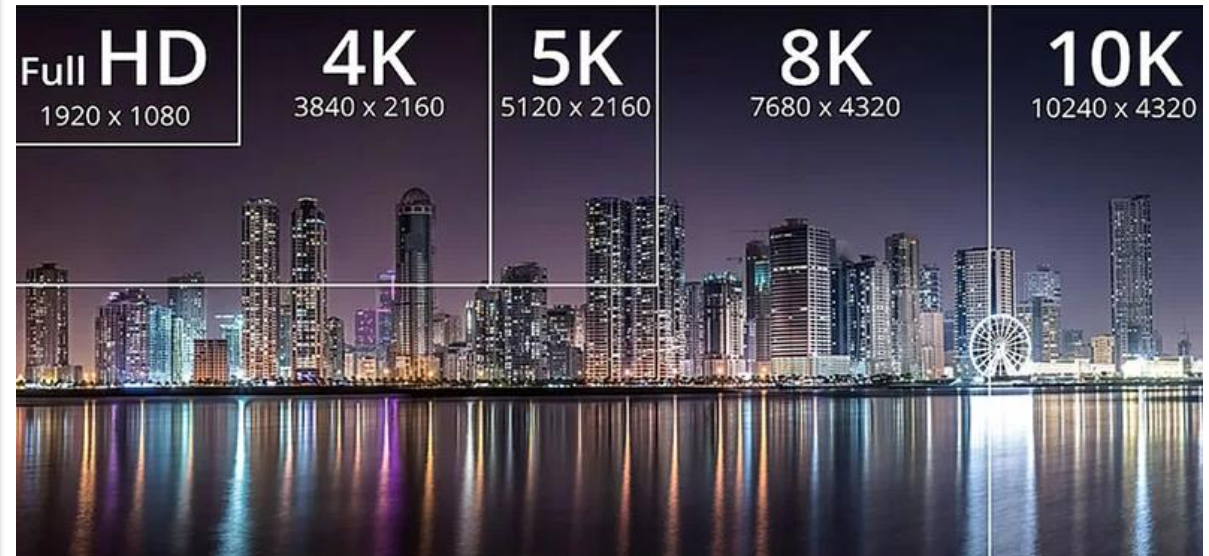 Full HD
1920 x 1080
4K
3840 x 2160
5K
5120 x 2160
8K
7680 x 4320
10K
10240 x 4320